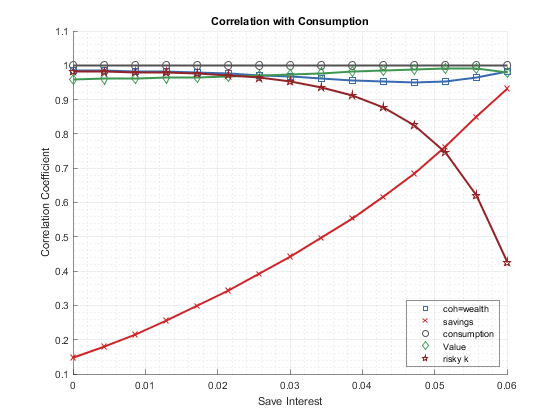 Correlation with Consumption
1.1
1
0.9
0.8
0.7
0.6
0.5
0.4
0.3
0.2
0.1
Correlation Coefficient
0 0.01 0.02 0.03 0.04 0.05 0.06
Save Interest
coh=wealth
savings
consumption
Value
risky k